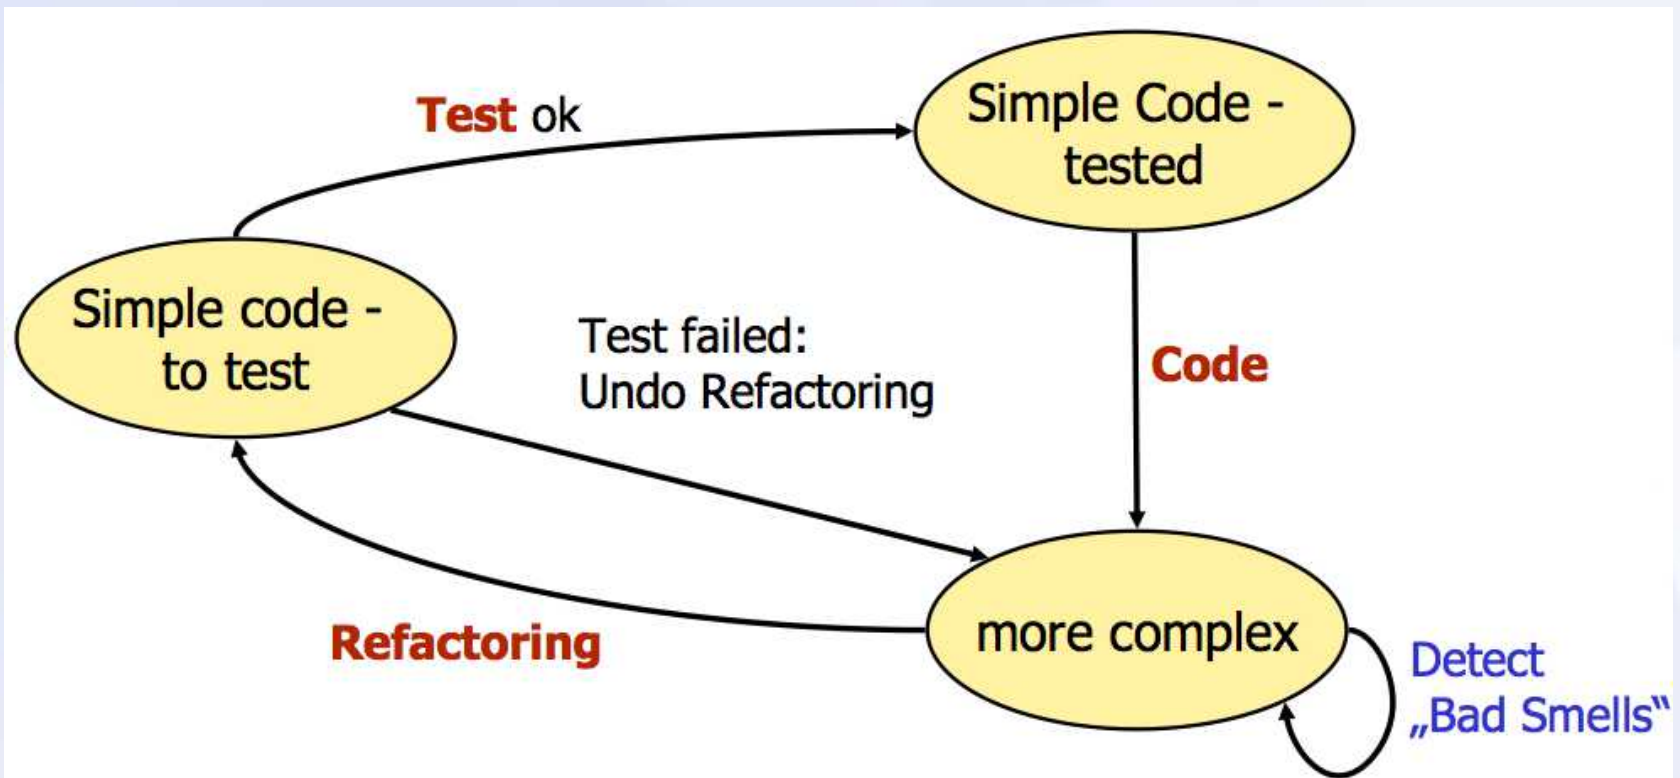 Test ok
Simple Code -
tested
Simple code -
to test
Test failed:
Undo Refactoring
Code
Refactoring
more complex
Detect
„Bad Smells“